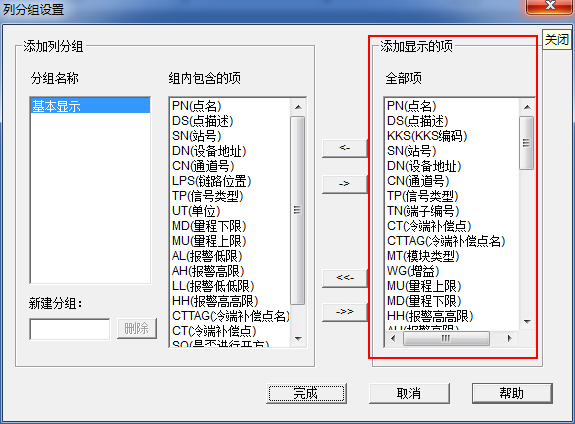 列分组设置
关闭
添加列分组
分组名称
基本显示
新建分组:
删除
组内包含的项
PN(点名)
DS(点描述)
SN(站号)
DN(设备地址)
CN(通道号)
LPS(链路位置)
TP(信号类型)
UT(单位)
MD(量程下限)
MU(量程上限)
AL(报警低限)
AH(报警高限)
LL(报警低低限)
HH(报警高高限)
CTTAG(冷端补偿点名)
CT(冷端补偿点)
SQ(是否进行开方)
<-
->
<<-
->>
添加显示的项
全部项
PN(点名)
DS(点描述)
KKS(KKS编码)
SN(站号)
DN(设备地址)
CN(通道号)
TP(信号类型)
TN(端子编号)
CT(冷端补偿点)
CTTAG(冷端补偿点名)
MT(模块类型)
WG(增益)
MU(量程上限)
MD(量程下限)
HH(报警高高限)
AH(报警高限)
完成
取消
帮助